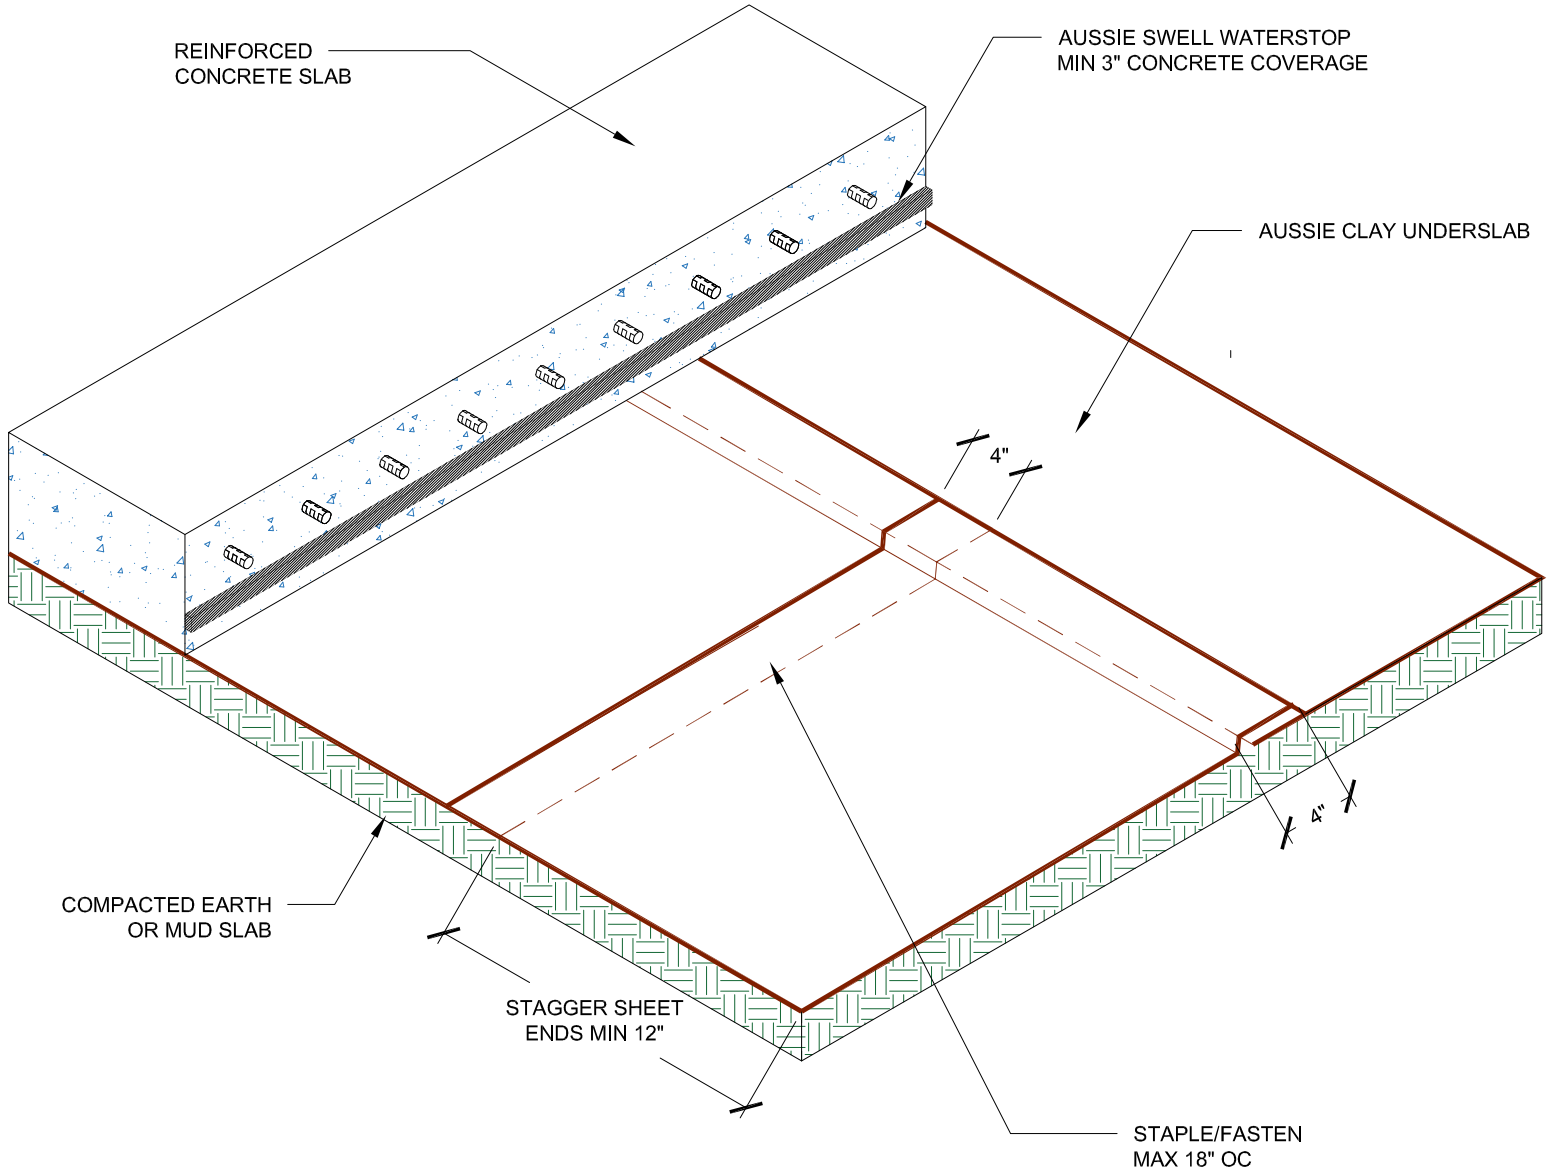 REINFORCED
CONCRETE SLAB
AUSSIE SWELL WATERSTOP
MIN 3" CONCRETE COVERAGE
AUSSIE CLAY UNDERSLAB
4"
4"
COMPACTED EARTH
OR MUD SLAB
STAGGER SHEET
ENDS MIN 12"
STAPLE/FASTEN
MAX 18" OC